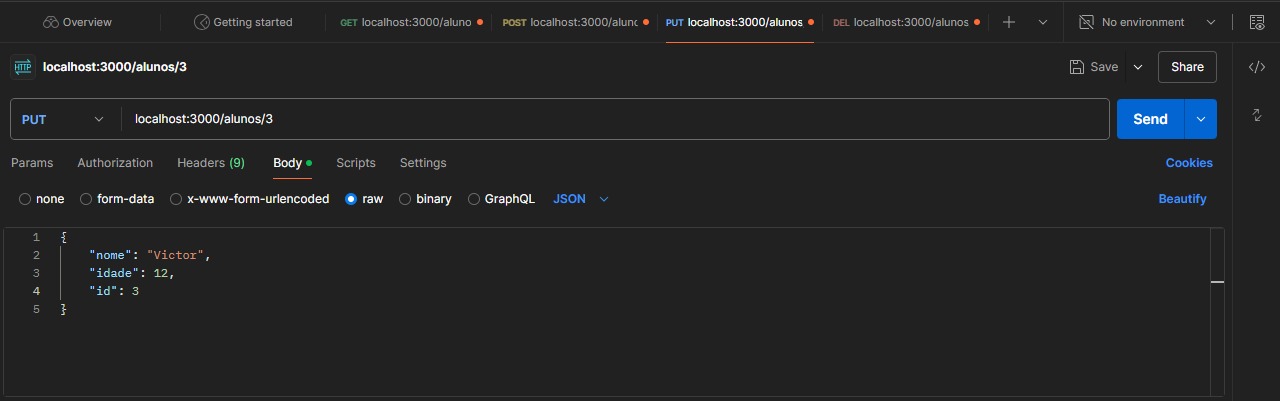 Overview
Getting started
GET localhost:3000/aluno
POST localhost:3000/alunc
PUT localhost:3000/alunos,
DEL localhost:3000/alunos
No environment
HTTP localhost:3000/alunos/3
Save
Share
PUT
localhost:3000/alunos/3
Send
Params Authorization Headers (9) Body Scripts Settings Cookies
none form-data x-www-form-urlencoded raw binary GraphQL JSON Beautify
1 {
2 "nome": "Victor",
3 "idade": 12,
4 "id": 3
5 }